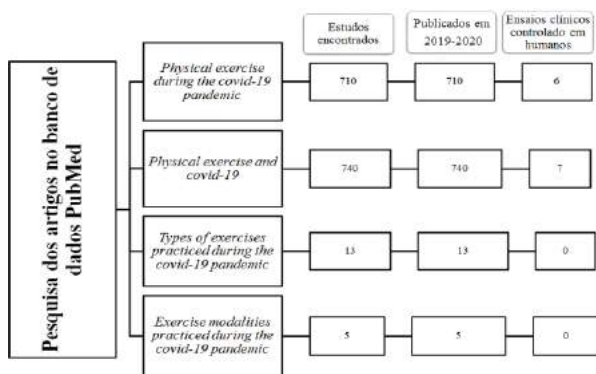 Estudos
encontrados
Publicados em
2019-2020
Ensaios clínicos
controlado em
humanos
Pesquisa dos artigos no banco de
dados PubMed
Physical exercise
during the covid-19
pandemic
710
710
6
Physical exercise and
covid-19
740
740
7
Types of exercises
practiced during the
covid-19 pandemic
13
13
0
Exercise modalities
practiced during the
covid-19 pandemic
5
5
0